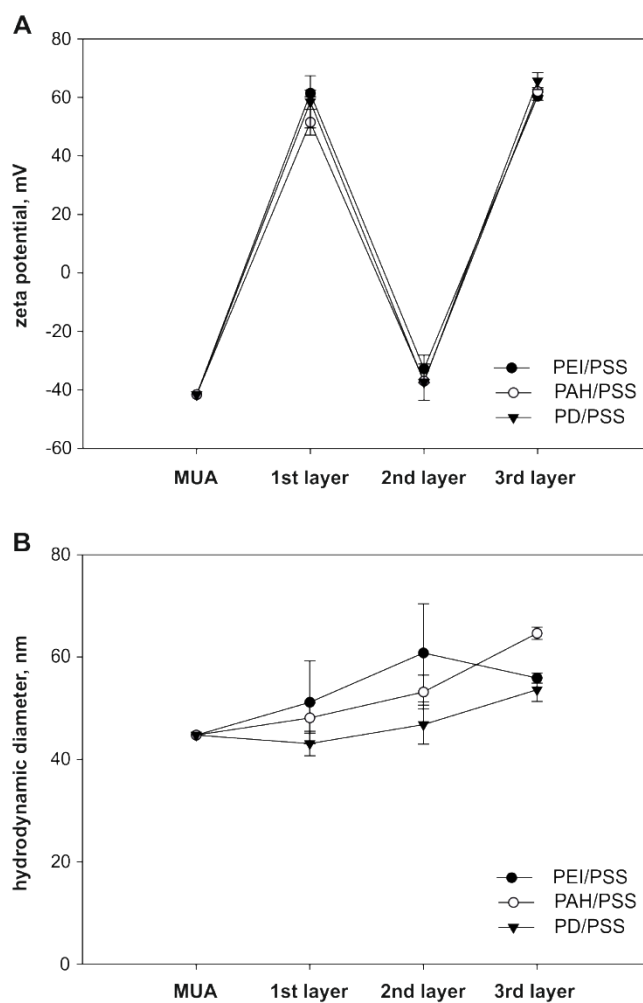 A
80
60
40
20
0
-20
-40
-60
zeta potential, mV
PEI/PSS
PAH/PSS
PD/PSS
MUA 1st layer 2nd layer 3rd layer
B
80
60
40
20
0
hydrodynamic diameter, nm
PEI/PSS
PAH/PSS
PD/PSS
MUA 1st layer 2nd layer 3rd layer